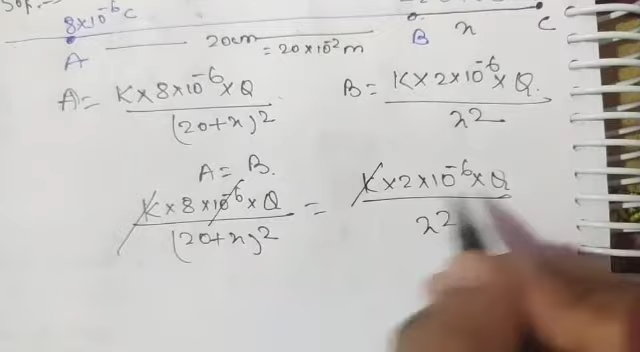 Sol:-
8×10⁻⁶c
A 20cm = 20×10⁻²m B x C
A = K×8×10⁻⁶×Q / (20+x)² B = K×2×10⁻⁶×Q. / x²
A = B.
K×8×10⁻⁶×Q / (20+x)² = K×2×10⁻⁶×Q / x²